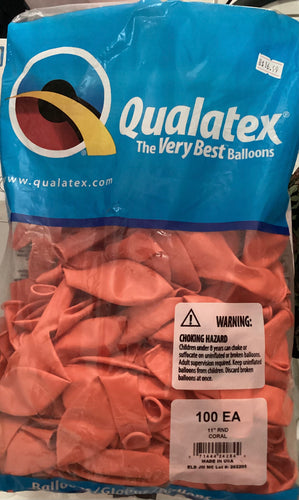 Qualatex®
The Very Best Balloons
www.qualatex.com
WARNING:
CHOKING HAZARD
Children under 8 years can choke or
suffocate on uninflated or broken balloons.
Adult supervision required. Keep uninflated
balloons from children. Discard broken
balloons at once.
100 EA
11" RND
CORAL
MADE IN USA